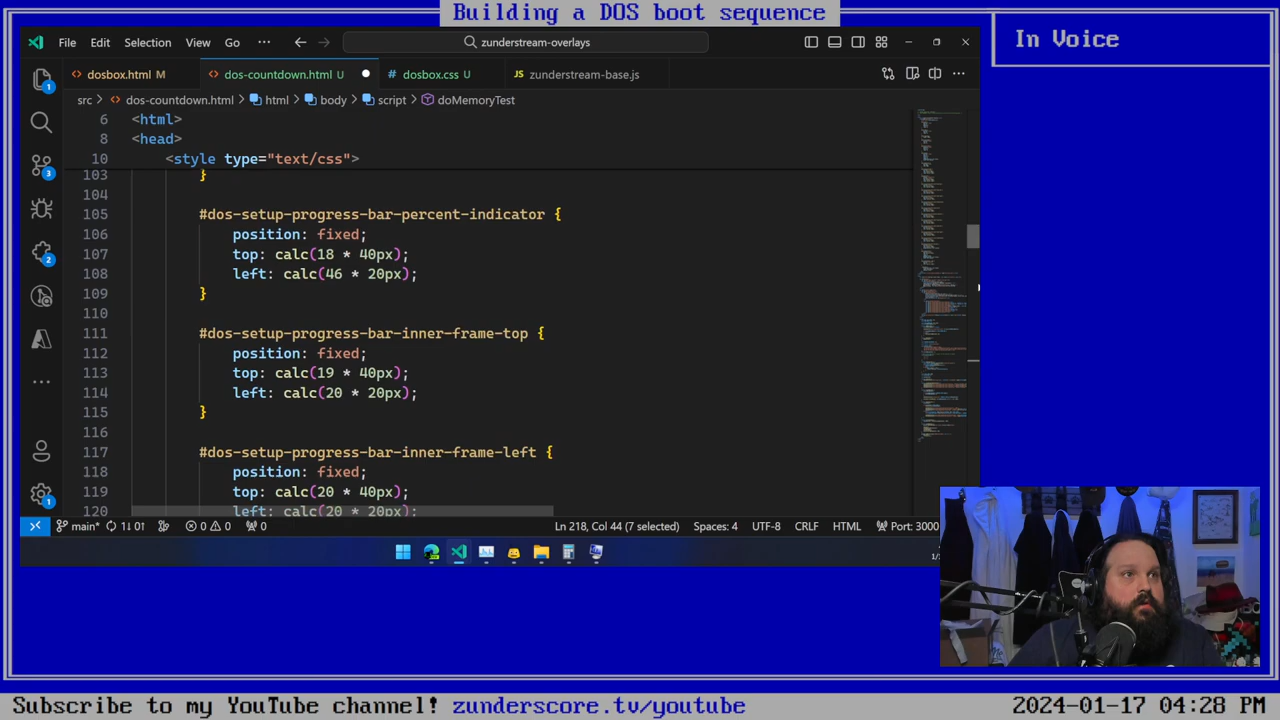 Building a DOS boot sequence
In Voice
File Edit Selection View Go ··· zunderstream-overlays
dosbox.html M dos-countdown.html U dosbox.css U zunderstream-base.js
src > dos-countdown.html > html > body > script > doMemoryTest
6 <html>
8 <head>
10 <style type="text/css">
103 }
104
105 #dos-setup-progress-bar-percent-indicator {
106 position: fixed;
107 top: calc(18 * 40px);
108 left: calc(46 * 20px);
109 }
110
111 #dos-setup-progress-bar-inner-frame-top {
112 position: fixed;
113 top: calc(19 * 40px);
114 left: calc(20 * 20px);
115 }
116
117 #dos-setup-progress-bar-inner-frame-left {
118 position: fixed;
119 top: calc(20 * 40px);
120 left: calc(20 * 20px);
main* 1↓ 0↑ 0 0 0 Ln 218, Col 44 (7 selected) Spaces: 4 UTF-8 CRLF HTML Port: 3000
Subscribe to my YouTube channel! zunderscore.tv/youtube 2024-01-17 04:28 PM